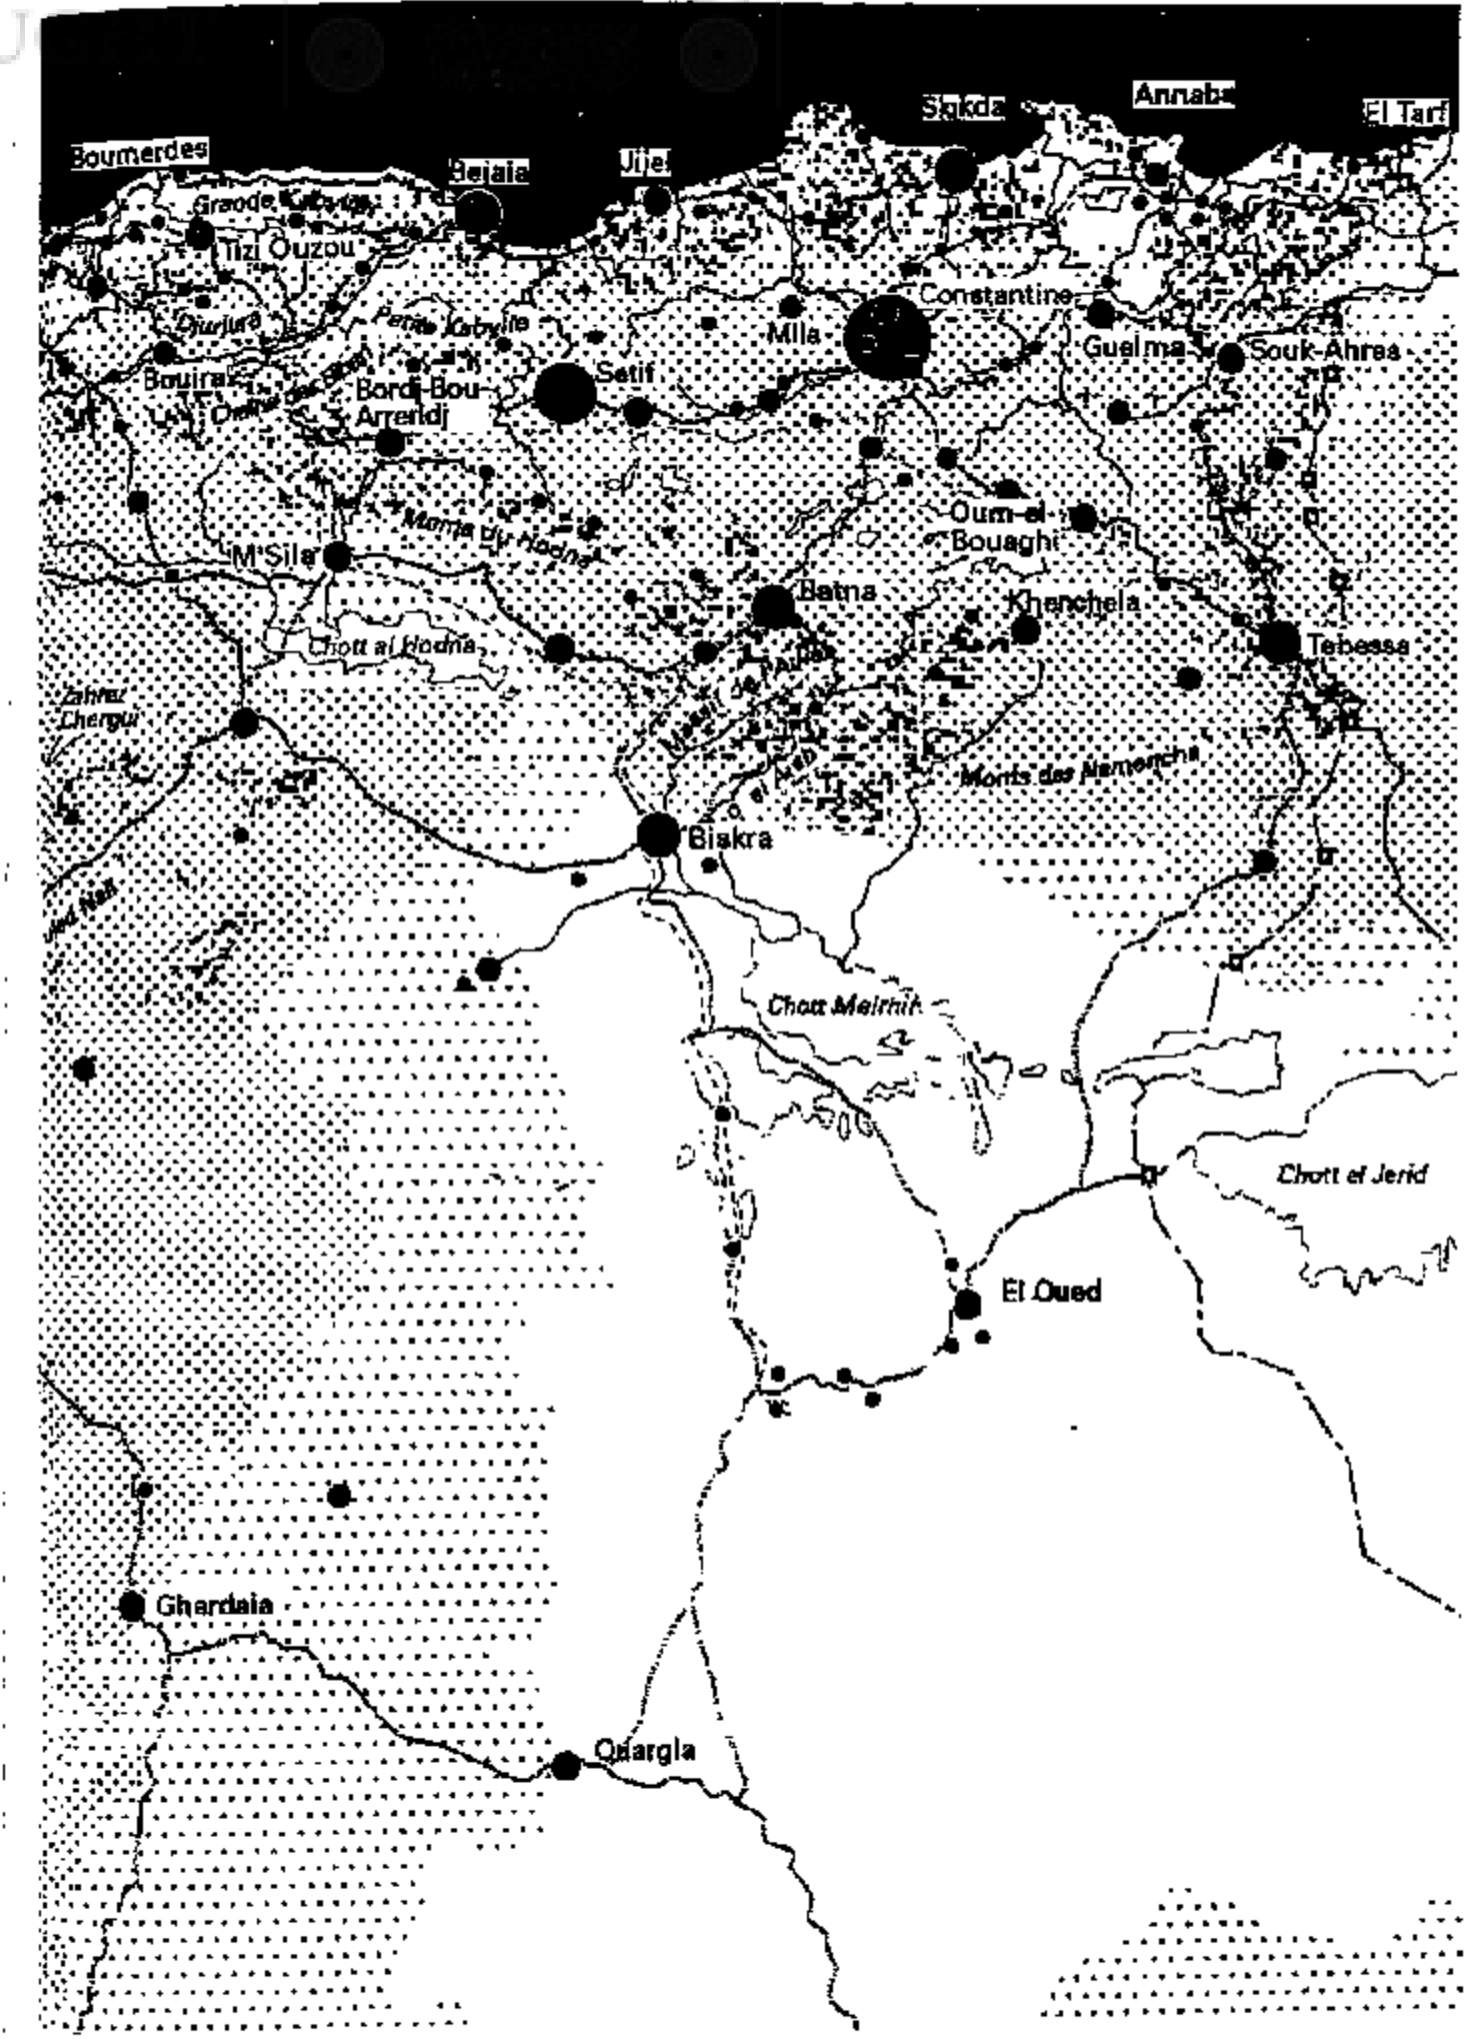 Annaba
Skikda
El Tarf
Boumerdes
Jijel
Bejaia
Grande Kabylie
Tizi Ouzou
Constantine
Djurjura
Petite Kabylie
Mila
Guelma
Souk-Ahras
Bouira
Setif
Bordj-Bou-
Arreridj
Oum-el-
Bouaghi
Monts du Hodna
M'Sila
Batna
Khenchela
Chott al Hodna
Tebessa
Zahrez
Chergui
Monts des Nemencha
Biskra
Chott Melrhir
Chott el Jerid
El Oued
Ghardaia
Ouargla